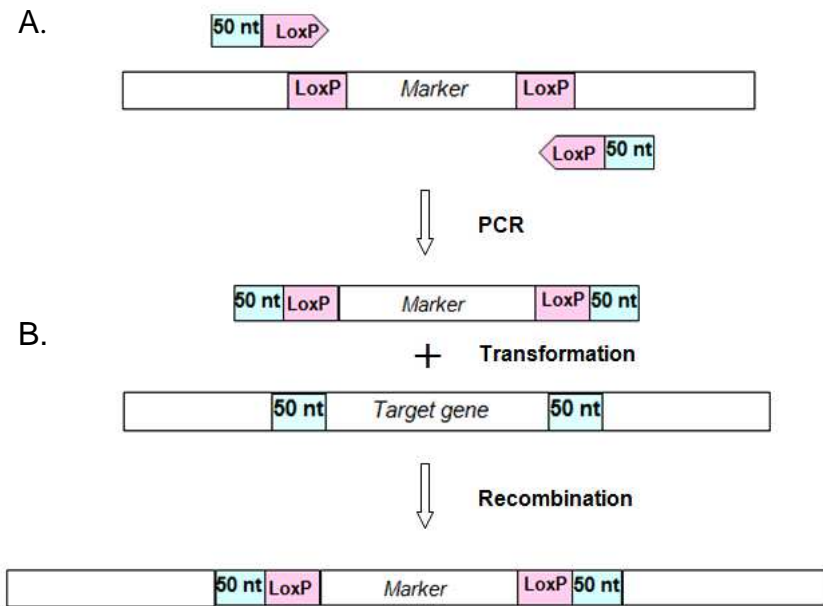 A.
50 nt LoxP
LoxP Marker LoxP
LoxP 50 nt
PCR
50 nt LoxP Marker LoxP 50 nt
B.
+ Transformation
50 nt Target gene 50 nt
Recombination
50 nt LoxP Marker LoxP 50 nt